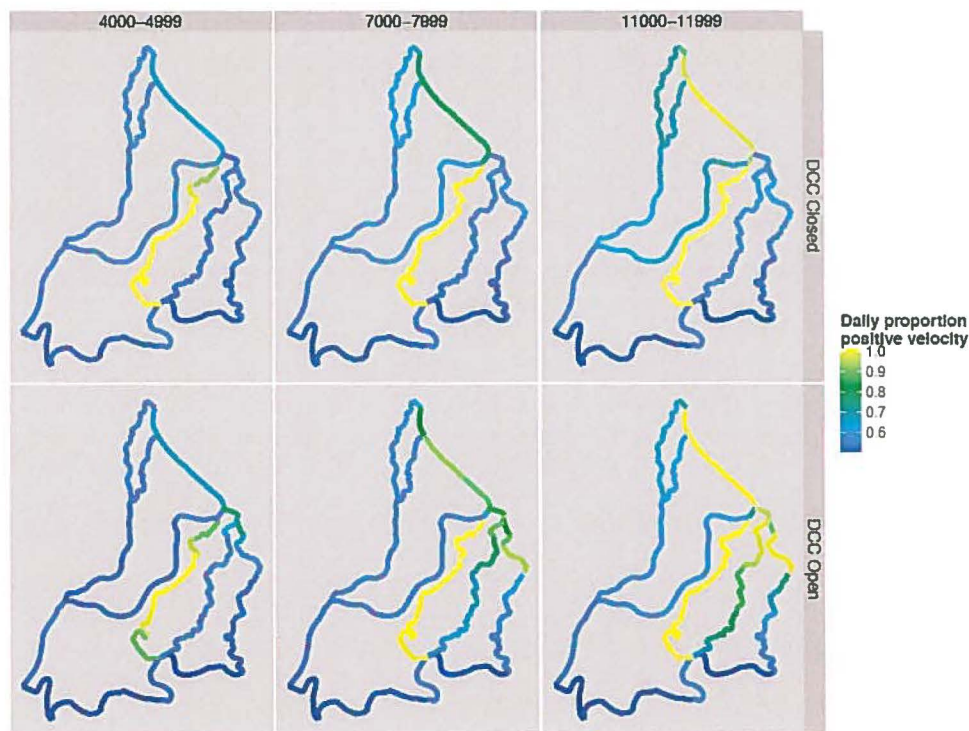 4000–4999
7000–7999
11000–11999
DCC Closed
DCC Open
Daily proportion
positive velocity
1.0
0.9
0.8
0.7
0.6